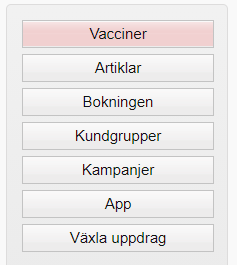 Vacciner
Artiklar
Bokningen
Kundgrupper
Kampanjer
App
Växla uppdrag